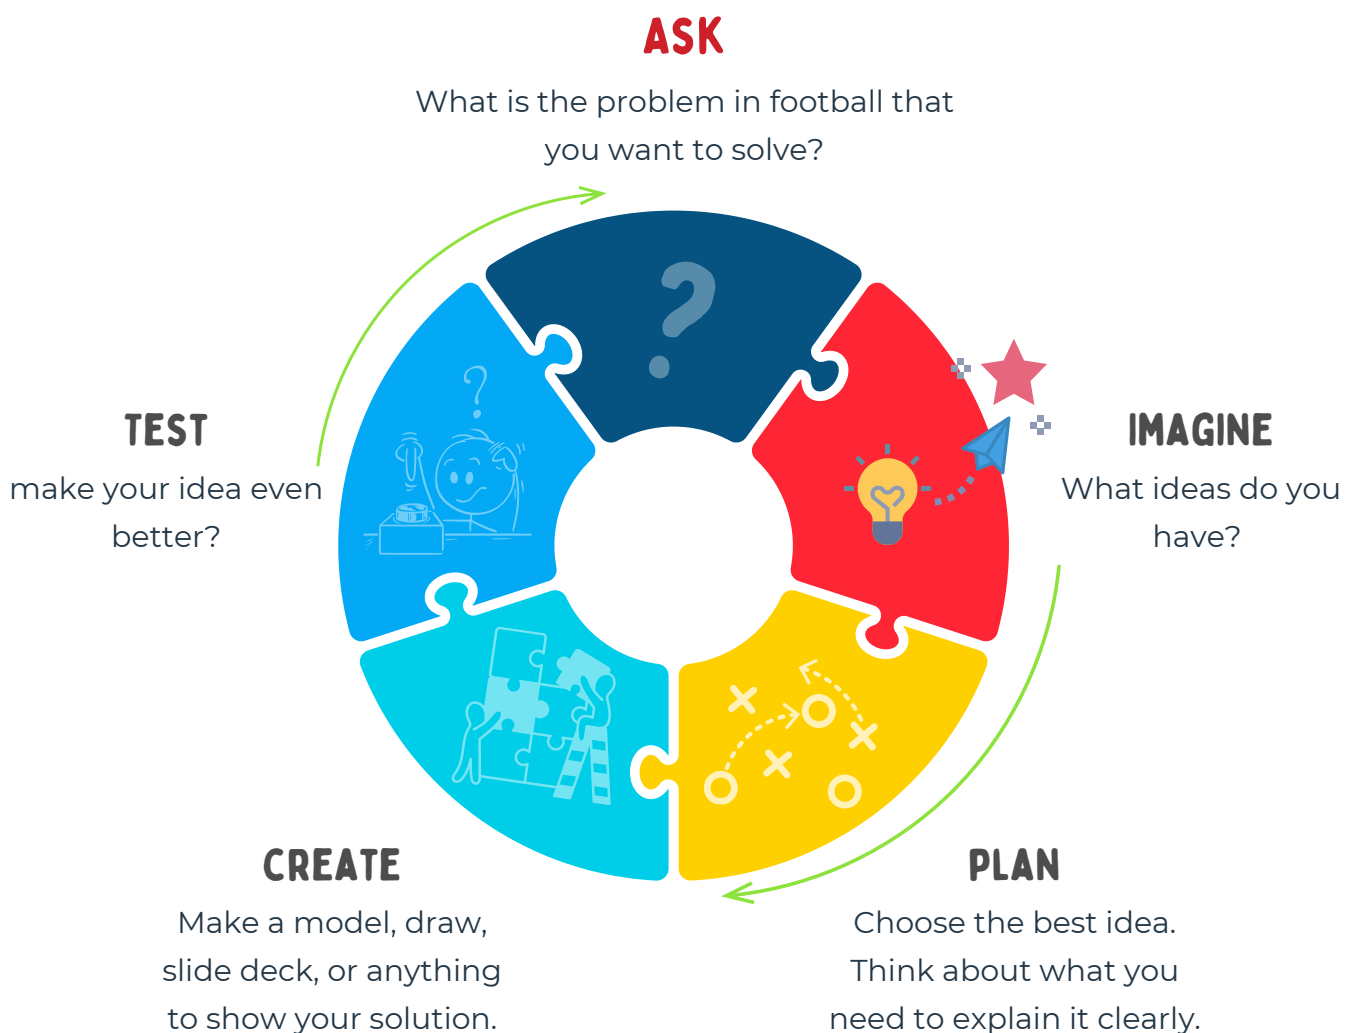 ASK
What is the problem in football that
you want to solve?
TEST
make your idea even
better?
IMAGINE
What ideas do you
have?
CREATE
Make a model, draw,
slide deck, or anything
to show your solution.
PLAN
Choose the best idea.
Think about what you
need to explain it clearly.